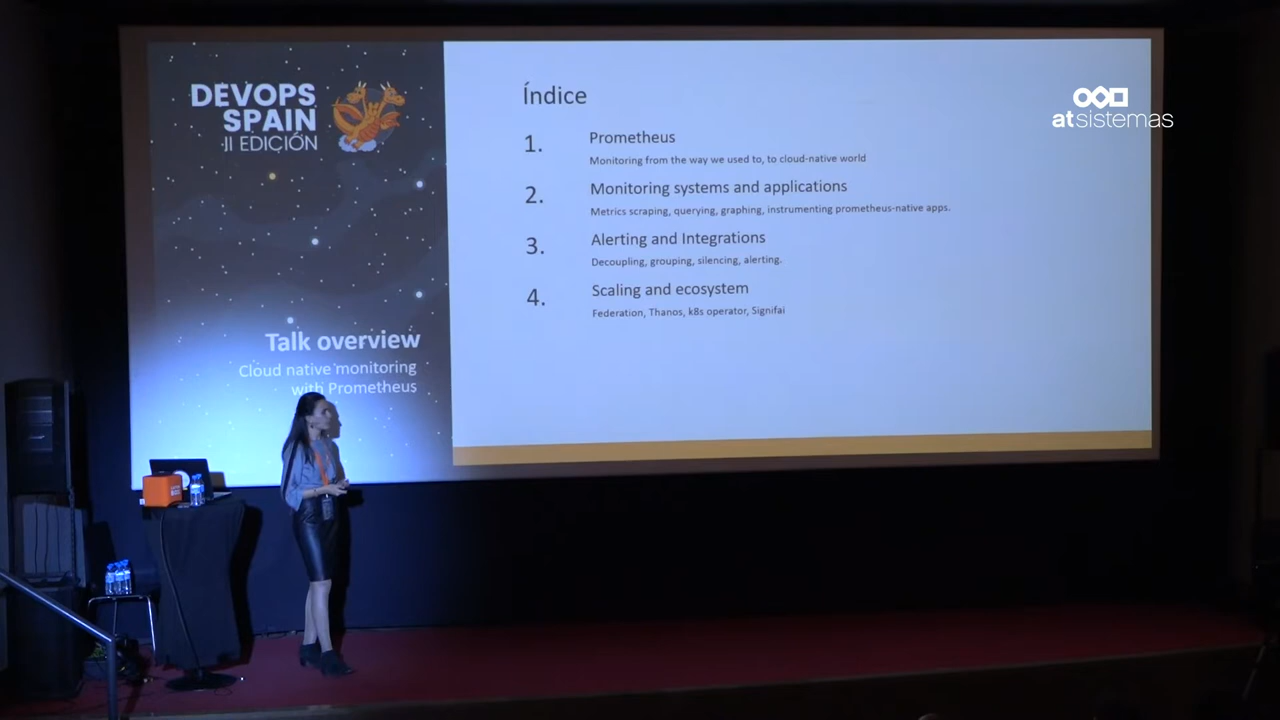 DEVOPS
SPAIN
II EDICIÓN
Talk overview
Cloud native monitoring
with Prometheus
Índice
1. Prometheus
Monitoring from the way we used to, to cloud-native world
2. Monitoring systems and applications
Metrics scraping, querying, graphing, instrumenting prometheus-native apps.
3. Alerting and Integrations
Decoupling, grouping, silencing, alerting.
4. Scaling and ecosystem
Federation, Thanos, k8s operator, Signifai
atsistemas